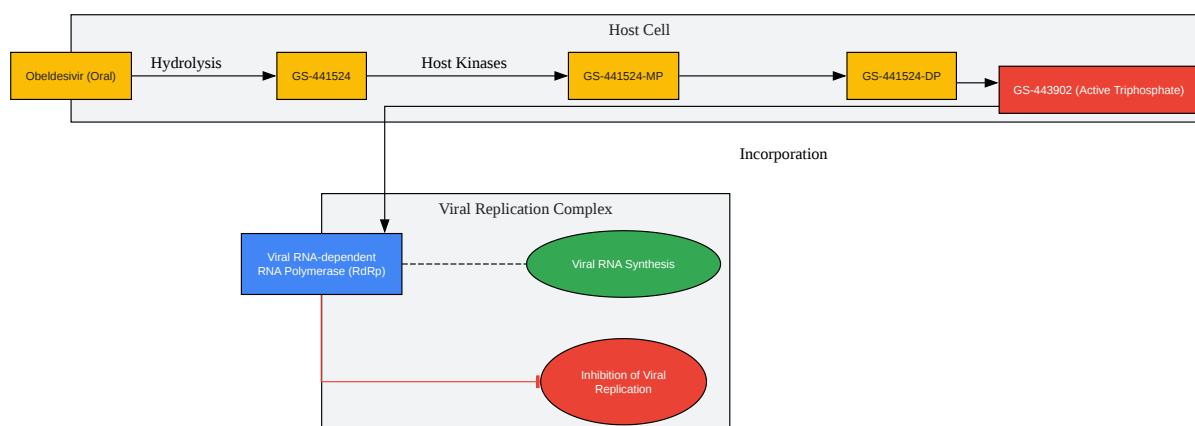 Host Cell
Obeldesivir (Oral)
Hydrolysis
GS-441524
Host Kinases
GS-441524-MP
GS-441524-DP
GS-443902 (Active Triphosphate)
Incorporation
Viral Replication Complex
Viral RNA-dependent
RNA Polymerase (RdRp)
Viral RNA Synthesis
Inhibition of Viral
Replication